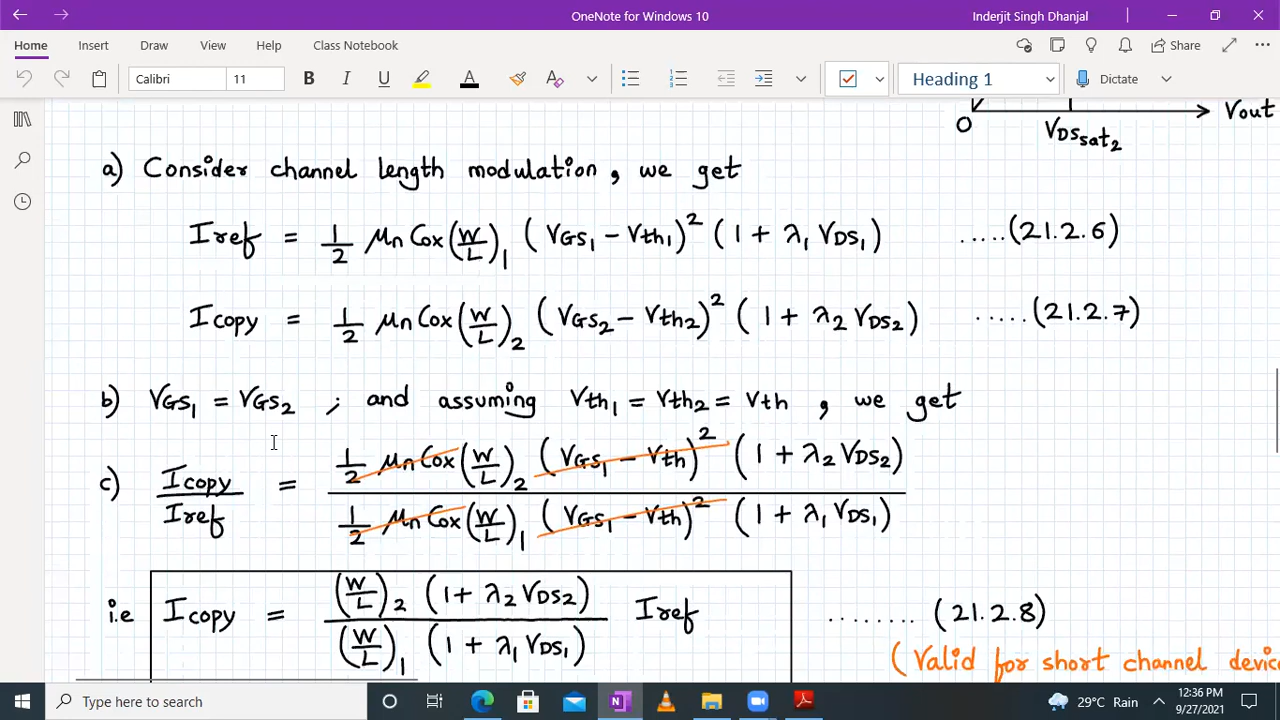 OneNote for Windows 10
Inderjit Singh Dhanjal
Home Insert Draw View Help Class Notebook Share
Calibri 11 B I U A A Heading 1 Dictate
Vout
O
VDSsat2
a) Consider channel length modulation, we get
Iref = 1/2 μn Cox (W/L)1 (VGS1 - Vth1)^2 (1 + λ1 VDS1) .....(21.2.6)
Icopy = 1/2 μn Cox (W/L)2 (VGS2 - Vth2)^2 (1 + λ2 VDS2) .....(21.2.7)
b) VGS1 = VGS2 ; and assuming Vth1 = Vth2 = Vth , we get
c) Icopy/Iref = 1/2 μn Cox (W/L)2 (VGS1 - Vth)^2 (1 + λ2 VDS2) / 1/2 μn Cox (W/L)1 (VGS1 - Vth)^2 (1 + λ1 VDS1)
i.e Icopy = (W/L)2 (1 + λ2 VDS2) / (W/L)1 (1 + λ1 VDS1) Iref ........ (21.2.8)
(Valid for short channel device
Type here to search
29°C Rain
12:36 PM
9/27/2021